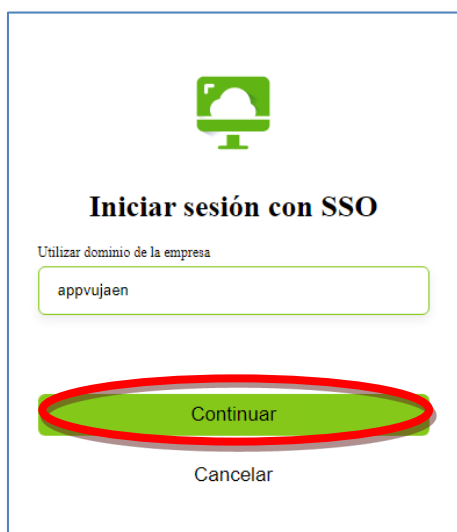 Iniciar sesión con SSO
Utilizar dominio de la empresa
appvujaen
Continuar
Cancelar